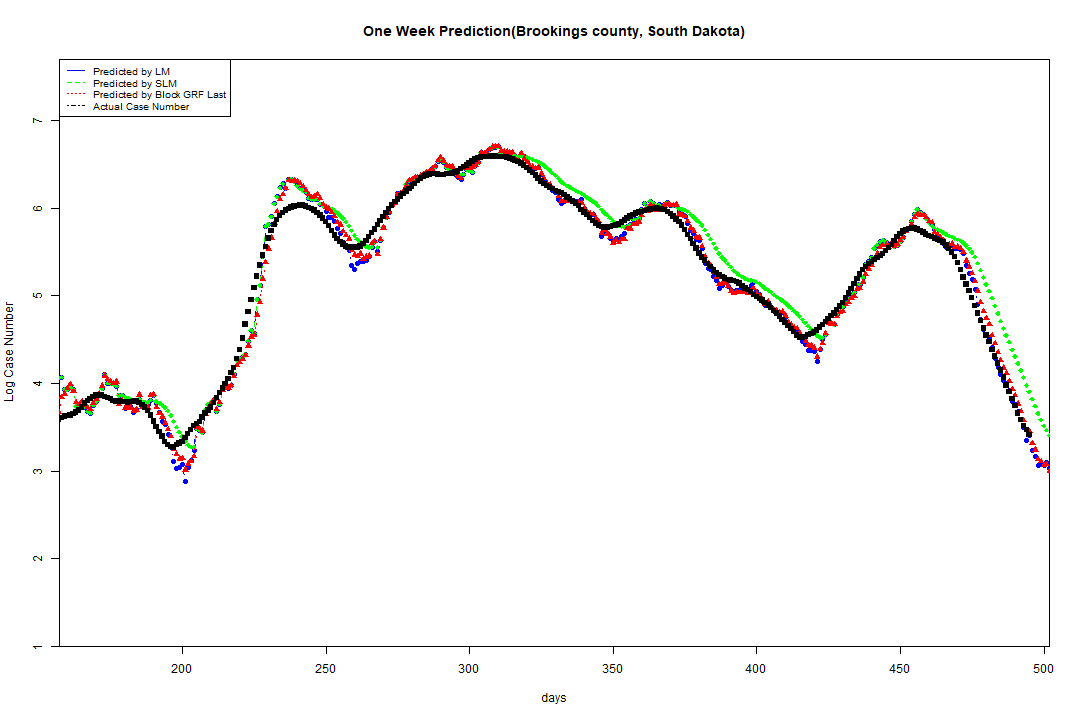 One Week Prediction(Brookings county, South Dakota)
Predicted by LM
Predicted by SLM
Predicted by Block GRF Last
Actual Case Number
7
6
5
4
3
2
1
Log Case Number
200 250 300 350 400 450 500
days